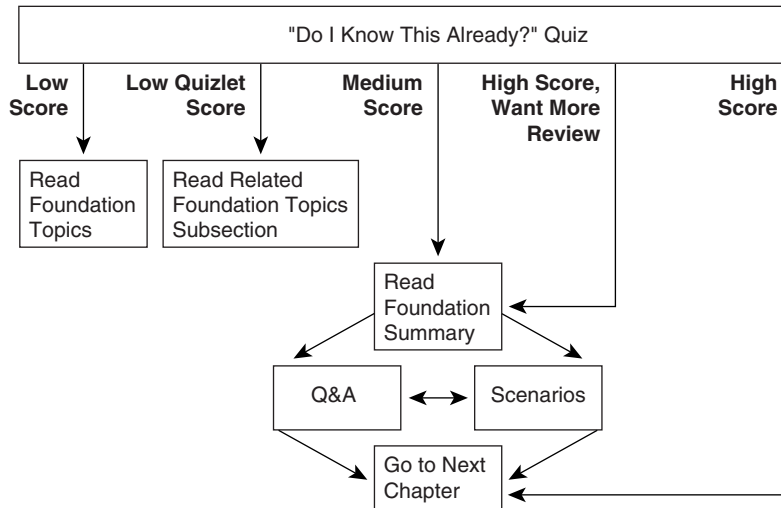 "Do I Know This Already?" Quiz
Low
Score
Low Quizlet
Score
Medium
Score
High Score,
Want More
Review
High
Score
Read
Foundation
Topics
Read Related
Foundation Topics
Subsection
Read
Foundation
Summary
Q&A
Scenarios
Go to Next
Chapter